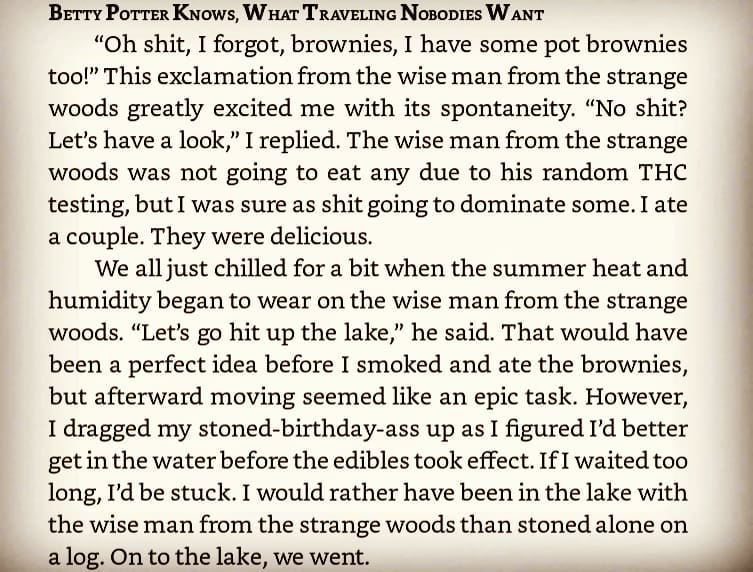 Betty Potter Knows, What Traveling Nobodies Want
“Oh shit, I forgot, brownies, I have some pot brownies
too!” This exclamation from the wise man from the strange
woods greatly excited me with its spontaneity. “No shit?
Let’s have a look,” I replied. The wise man from the strange
woods was not going to eat any due to his random THC
testing, but I was sure as shit going to dominate some. I ate
a couple. They were delicious.
We all just chilled for a bit when the summer heat and
humidity began to wear on the wise man from the strange
woods. “Let’s go hit up the lake,” he said. That would have
been a perfect idea before I smoked and ate the brownies,
but afterward moving seemed like an epic task. However,
I dragged my stoned-birthday-ass up as I figured I’d better
get in the water before the edibles took effect. If I waited too
long, I’d be stuck. I would rather have been in the lake with
the wise man from the strange woods than stoned alone on
a log. On to the lake, we went.